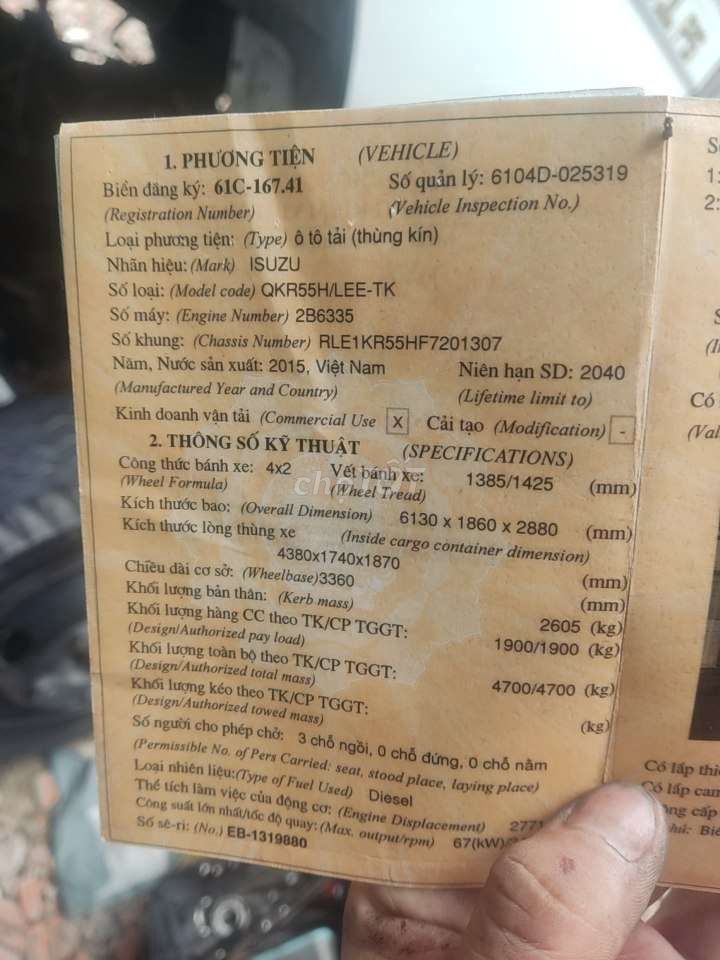 1. PHƯƠNG TIỆN (VEHICLE)
Biển đăng ký: 61C-167.41 Số quản lý: 6104D-025319
(Registration Number) (Vehicle Inspection No.)
Loại phương tiện: (Type) ô tô tải (thùng kín)
Nhãn hiệu: (Mark) ISUZU
Số loại: (Model code) QKR55H/LEE-TK
Số máy: (Engine Number) 2B6335
Số khung: (Chassis Number) RLE1KR55HF7201307
Năm, Nước sản xuất: 2015, Việt Nam Niên hạn SD: 2040
(Manufactured Year and Country) (Lifetime limit to)
Kinh doanh vận tải (Commercial Use X Cải tạo (Modification) -
2. THÔNG SỐ KỸ THUẬT (SPECIFICATIONS)
Công thức bánh xe: 4x2 Vết bánh xe: 1385/1425 (mm)
(Wheel Formula) (Wheel Tread)
Kích thước bao: (Overall Dimension) 6130 x 1860 x 2880 (mm)
Kích thước lòng thùng xe (Inside cargo container dimension)
4380x1740x1870 (mm)
Chiều dài cơ sở: (Wheelbase)3360 (mm)
Khối lượng bản thân: (Kerb mass) 2605 (kg)
Khối lượng hàng CC theo TK/CP TGGT: 1900/1900 (kg)
(Design/Authorized pay load)
Khối lượng toàn bộ theo TK/CP TGGT: 4700/4700 (kg)
(Design/Authorized total mass)
Khối lượng kéo theo TK/CP TGGT: (kg)
(Design/Authorized towed mass)
Số người cho phép chở: 3 chỗ ngồi, 0 chỗ đứng, 0 chỗ nằm
(Permissible No. of Pers Carried: seat, stood place, laying place)
Loại nhiên liệu:(Type of Fuel Used) Diesel
Thể tích làm việc của động cơ: (Engine Displacement) 2771
Công suất lớn nhất/tốc độ quay:(Max. output/rpm) 67(kW)/
Số sê-ri: (No.) EB-1319880
Có lắp
Có lắp
chợTỐT